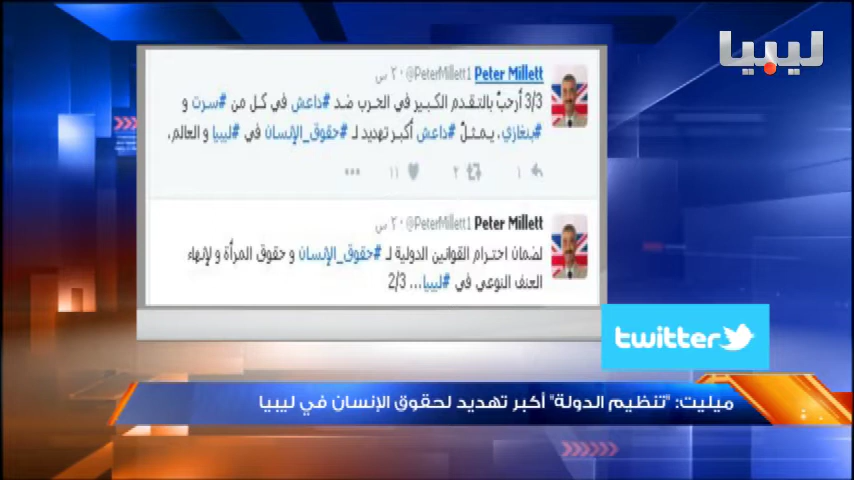 ليبيا
Peter Millett @PeterMillett1 · ٢٠ س
3/3 أرحبّ بالتقدم الكبير في الحرب ضد #داعش في كل من #سرت و
#بنغازي. يمثلّ #داعش أكبر تهديد لـ #حقوق_الإنسان في #ليبيا و العالم.
١ ٢ ١١ •••
Peter Millett @PeterMillett1 · ٢٠ س
لضمان احترام القوانين الدولية لـ #حقوق_الإنسان و حقوق المرأة و لإنهاء
العنف النوعي في #ليبيا... 2/3
twitter
ميليت: "تنظيم الدولة" أكبر تهديد لحقوق الإنسان في ليبيا